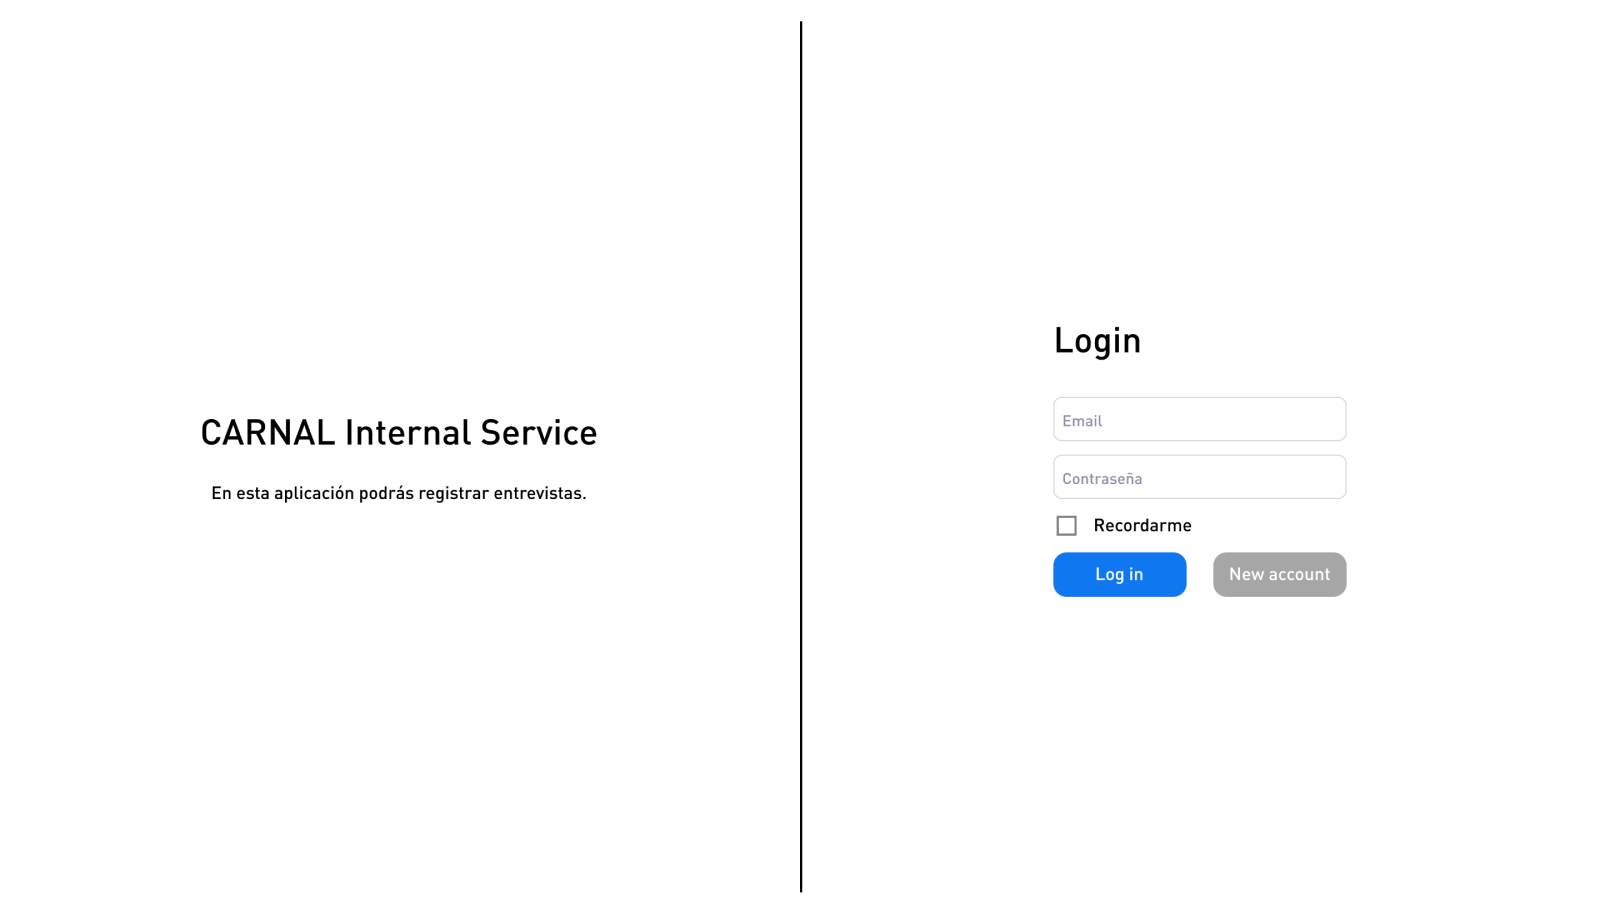 CARNAL Internal Service
En esta aplicación podrás registrar entrevistas.
Login
Email
Contraseña
Recordarme
Log in
New account